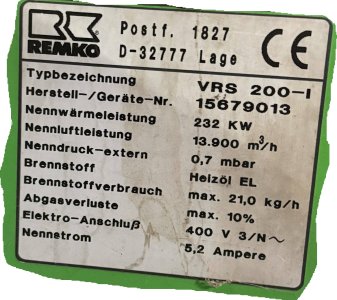 RK REMKO
Postf. 1827
D-32777 Lage
CE
Typbezeichnung VRS 200-I
Herstell-/Geräte-Nr. 15679013
Nennwärmeleistung 232 KW
Nennluftleistung 13.900 m³/h
Nenndruck-extern 0,7 mbar
Brennstoff Heizöl EL
Brennstoffverbrauch max. 21,0 kg/h
Abgasverluste max. 10%
Elektro-Anschluß 400 V 3/N~
Nennstrom 5,2 Ampere